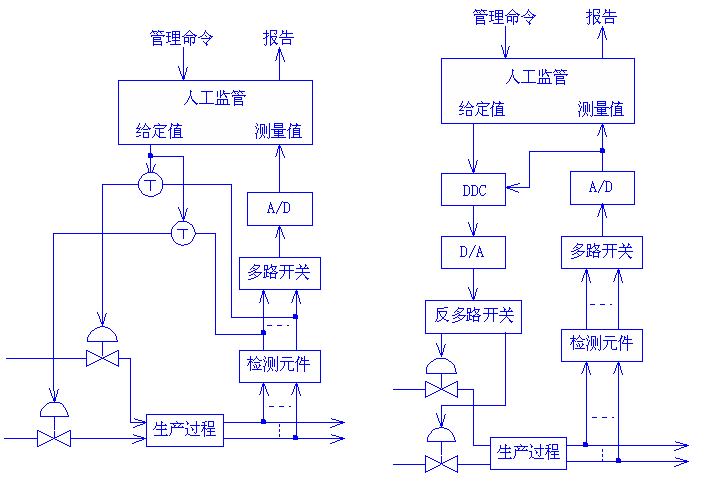 管理命令
报告
人工监管
给定值
测量值
T
A/D
T
多路开关
检测元件
生产过程
管理命令
报告
人工监管
给定值
测量值
DDC
A/D
D/A
多路开关
反多路开关
检测元件
生产过程